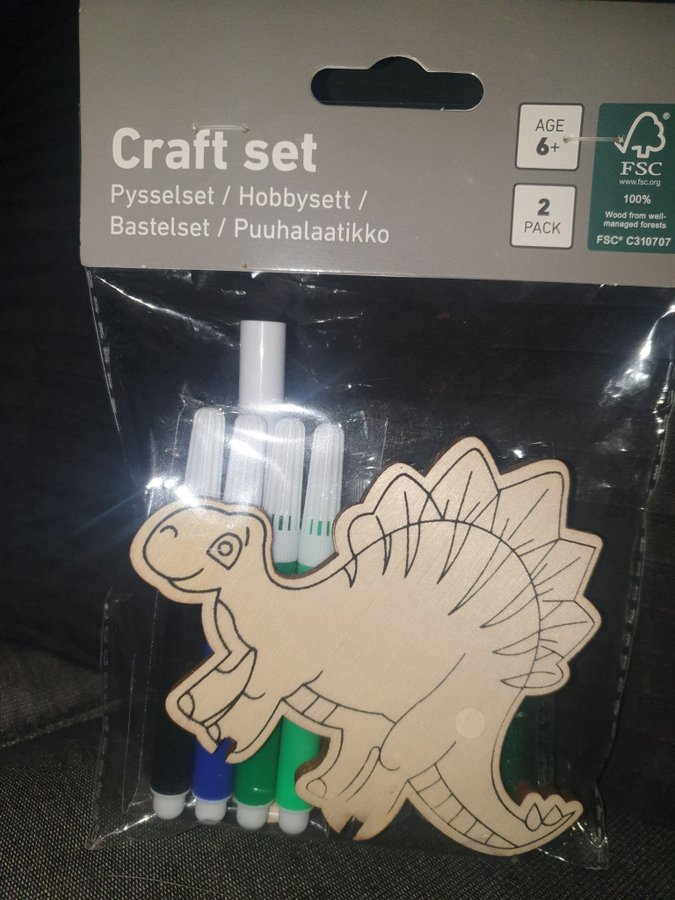 Craft set
Pysselset / Hobbysett /
Bastelset / Puuhalaatikko
AGE
6+
2
PACK
FSC
www.fsc.org
100%
Wood from well-
managed forests
FSC® C310707